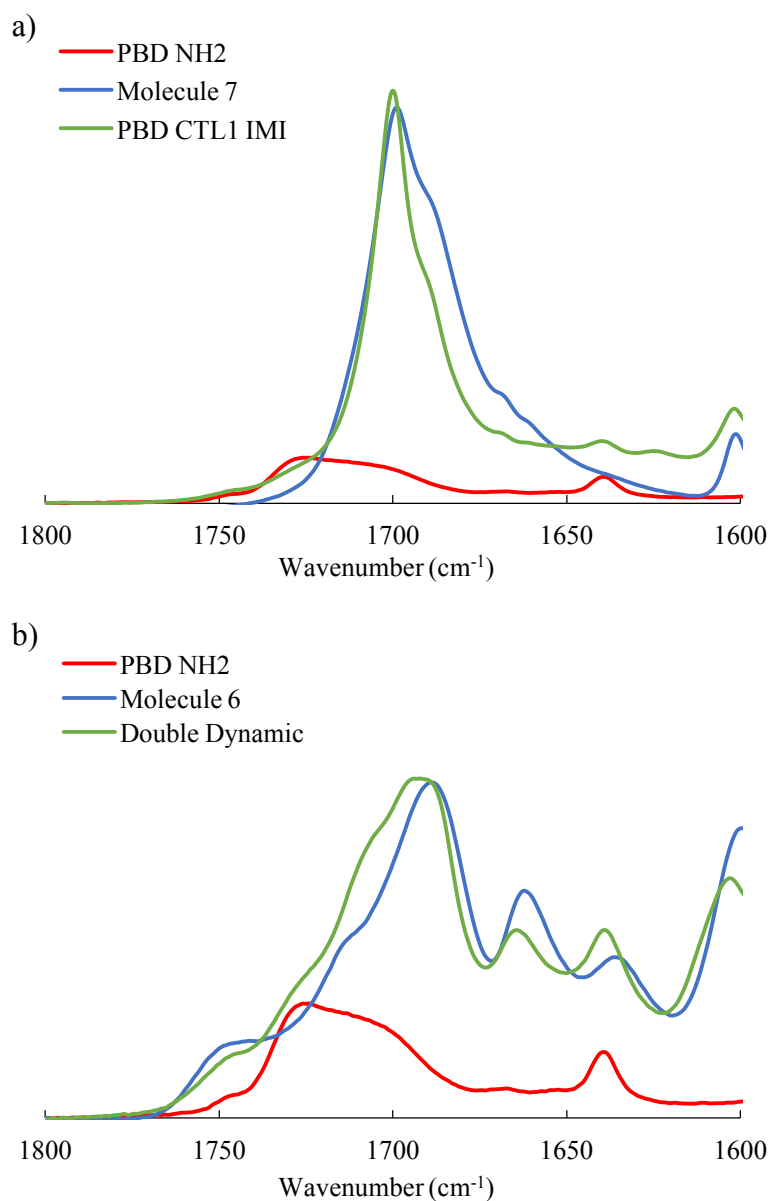 a)
PBD NH2
Molecule 7
PBD CTL1 IMI
1800 1750 1700 1650 1600
Wavenumber (cm⁻¹)
b)
PBD NH2
Molecule 6
Double Dynamic
1800 1750 1700 1650 1600
Wavenumber (cm⁻¹)